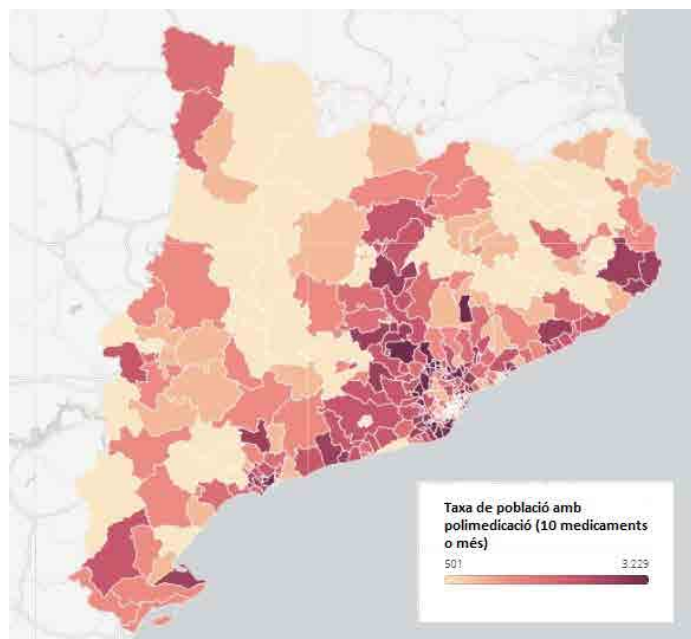 Taxa de població amb
polimedicació (10 medicaments
o més)
501 3.229